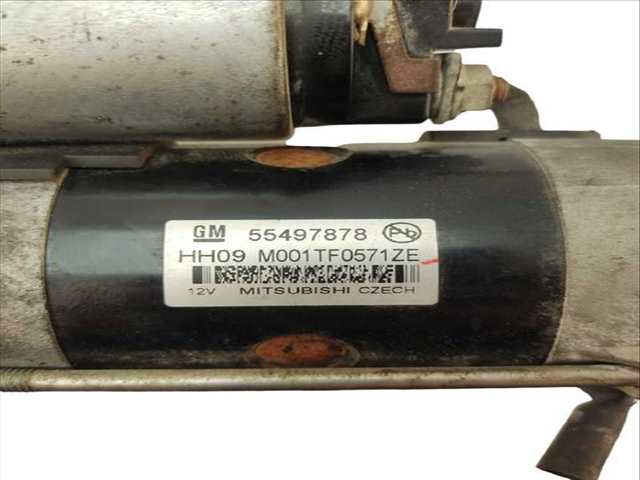 GM 55497878 Pb
HH09 M001TF0571ZE
12V MITSUBISHI CZECH